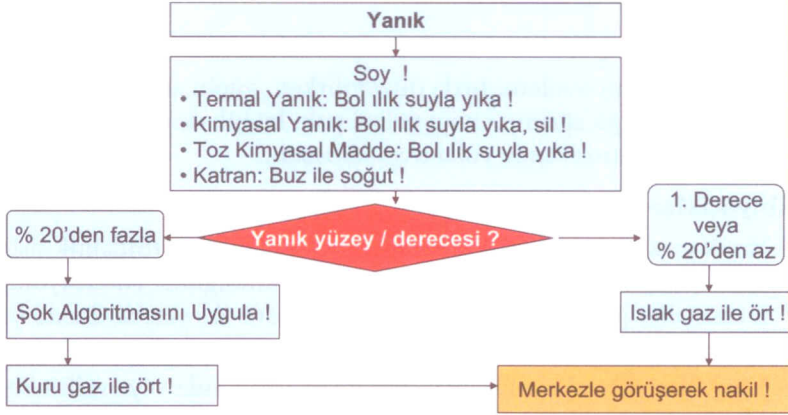 Yanık
Soy !
• Termal Yanık: Bol ılık suyla yıka !
• Kimyasal Yanık: Bol ılık suyla yıka, sil !
• Toz Kimyasal Madde: Bol ılık suyla yıka !
• Katran: Buz ile soğut !
% 20’den fazla
Yanık yüzey / derecesi ?
1. Derece
veya
% 20’den az
Şok Algoritmasını Uygula !
Islak gaz ile ört !
Kuru gaz ile ört !
Merkezle görüşerek nakil !